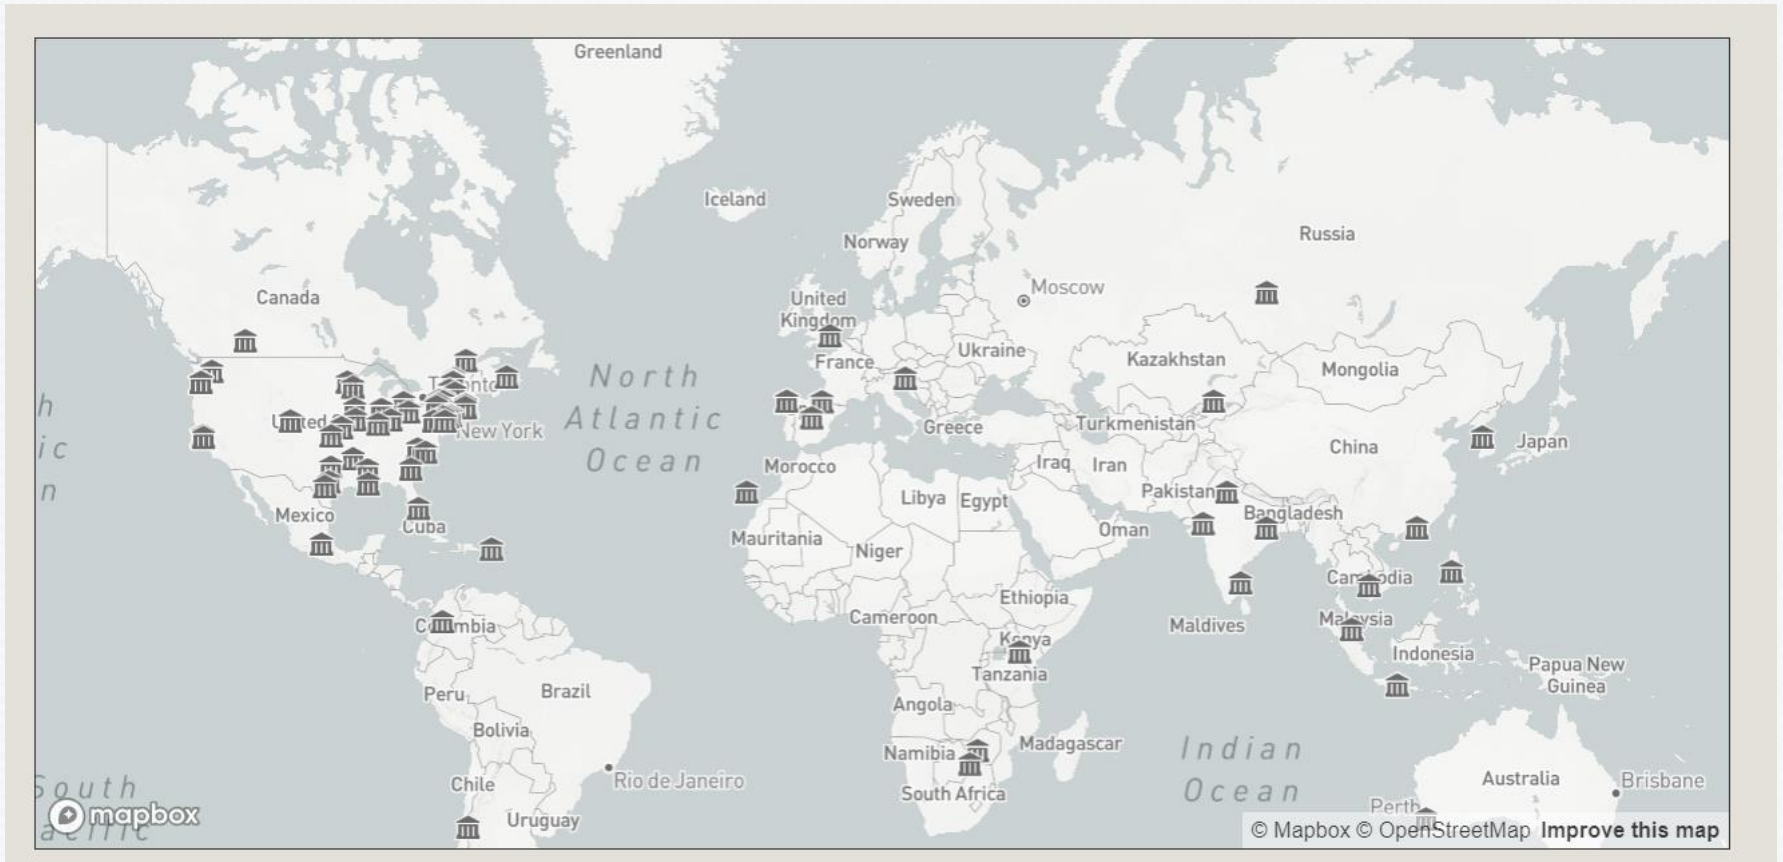 Greenland
Iceland
Sweden
Norway
Russia
Moscow
Canada
United
Kingdom
Ukraine
France
Kazakhstan
Mongolia
North
Atlantic
Ocean
United
New York
Greece
Turkmenistan
China
Japan
h
ic
n
Morocco
Iraq
Iran
Libya
Egypt
Pakistan
Bangladesh
Mexico
Cuba
Mauritania
Niger
Oman
Ethiopia
Cameroon
Maldives
Indonesia
Papua New
Guinea
Tanzania
Peru
Brazil
Bolivia
Angola
Namibia
Madagascar
Indian
Ocean
Rio de Janeiro
Chile
South Africa
Australia
Brisbane
Perth
Uruguay
South
mapbox
© Mapbox © OpenStreetMap Improve this map